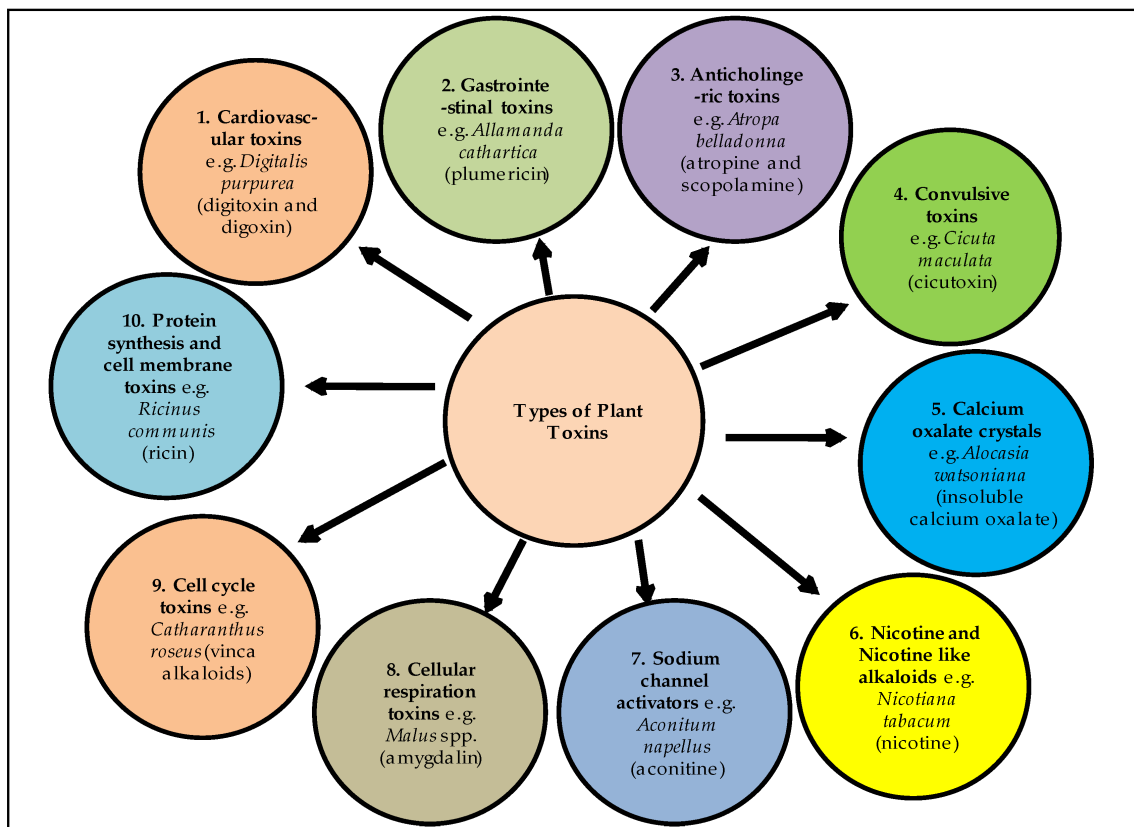 1. Cardiovasc-
ular toxins
e.g. Digitalis
purpurea
(digitoxin and
digoxin)
2. Gastrointe
-stinal toxins
e.g. Allamanda
cathartica
(plumericin)
3. Anticholinge
-ric toxins
e.g. Atropa
belladonna
(atropine and
scopolamine)
4. Convulsive
toxins
e.g. Cicuta
maculata
(cicutoxin)
5. Calcium
oxalate crystals
e.g. Alocasia
watsoniana
(insoluble
calcium oxalate)
6. Nicotine and
Nicotine like
alkaloids e.g.
Nicotiana
tabacum
(nicotine)
7. Sodium
channel
activators e.g.
Aconitum
napellus
(aconitine)
8. Cellular
respiration
toxins e.g.
Malus spp.
(amygdalin)
9. Cell cycle
toxins e.g.
Catharanthus
roseus (vinca
alkaloids)
10. Protein
synthesis and
cell membrane
toxins e.g.
Ricinus
communis
(ricin)
Types of Plant
Toxins